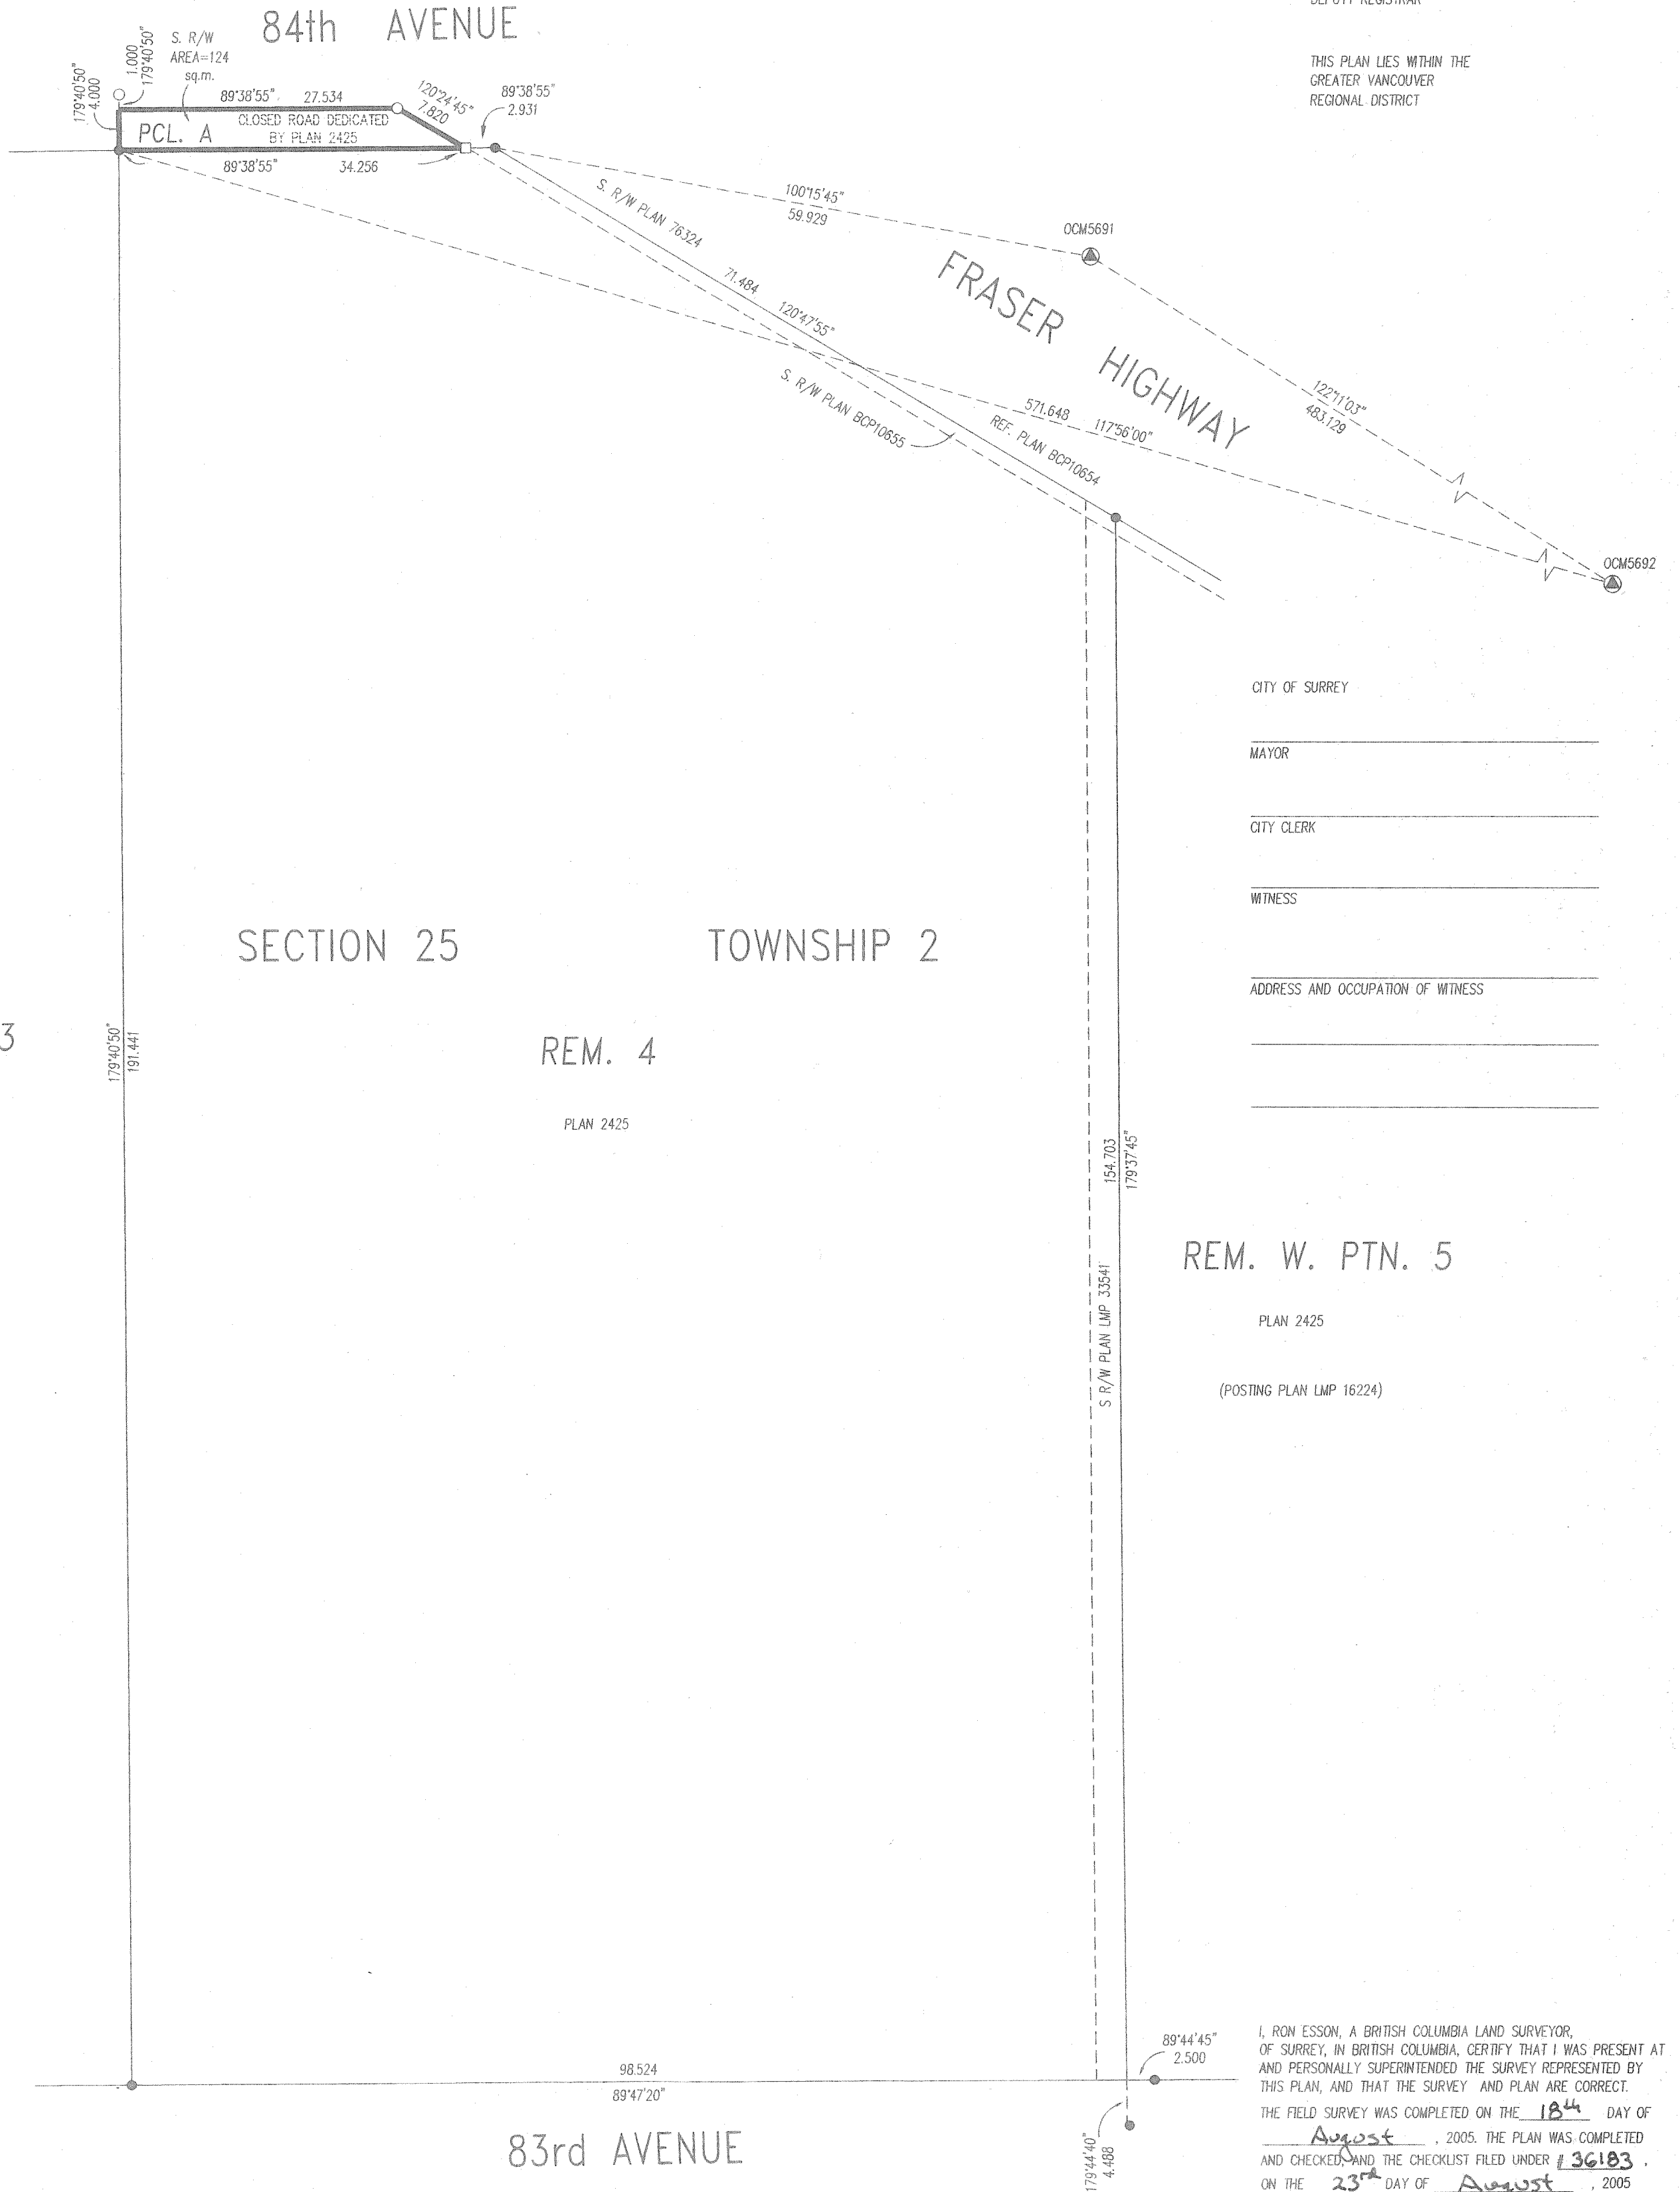 DEPUTY REGISTRAR
84th AVENUE
THIS PLAN LIES WITHIN THE
GREATER VANCOUVER
REGIONAL DISTRICT
S. R/W
AREA=124
sq.m.
1.000
179°40'50"
179°40'50"
4.000
89°38'55" 27.534
120°24'45"
7.820
89°38'55"
2.931
PCL. A
CLOSED ROAD DEDICATED
BY PLAN 2425
89°38'55" 34.256
S. R/W PLAN 76324
100°15'45"
59.929
OCM5691
FRASER HIGHWAY
71.484 120°47'55"
S. R/W PLAN BCP10655
571.648 117°56'00"
REF. PLAN BCP10654
122°11'03"
483.129
OCM5692
CITY OF SURREY
MAYOR
CITY CLERK
WITNESS
ADDRESS AND OCCUPATION OF WITNESS
SECTION 25 TOWNSHIP 2
3
179°40'50"
191.441
REM. 4
PLAN 2425
154.703
179°37'45"
S R/W PLAN LMP 33541
REM. W. PTN. 5
PLAN 2425
(POSTING PLAN LMP 16224)
98.524
89°47'20"
89°44'45"
2.500
83rd AVENUE
179°44'40"
4.488
I, RON ESSON, A BRITISH COLUMBIA LAND SURVEYOR,
OF SURREY, IN BRITISH COLUMBIA, CERTIFY THAT I WAS PRESENT AT
AND PERSONALLY SUPERINTENDED THE SURVEY REPRESENTED BY
THIS PLAN, AND THAT THE SURVEY AND PLAN ARE CORRECT.
THE FIELD SURVEY WAS COMPLETED ON THE 18th DAY OF
August , 2005. THE PLAN WAS COMPLETED
AND CHECKED, AND THE CHECKLIST FILED UNDER # 36183 ,
ON THE 23rd DAY OF August , 2005